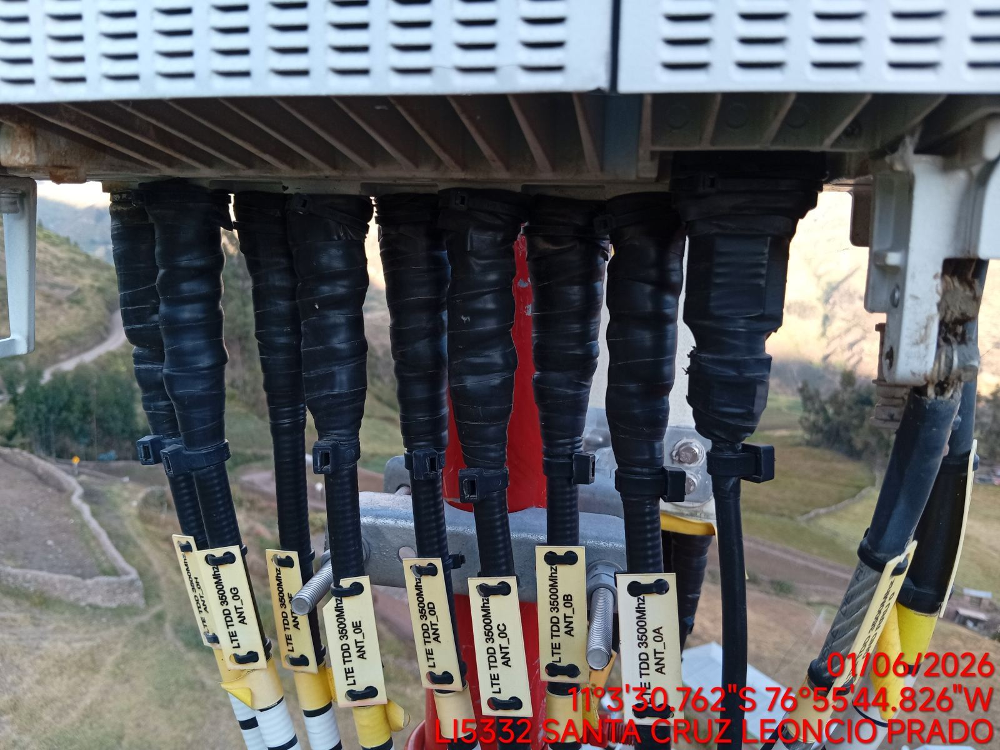 LTE TDD 3500Mhz
ANT_0H
LTE TDD 3500Mhz
ANT_0G
LTE TDD 3500Mhz
LTE TDD 3500Mhz
ANT_0E
LTE TDD 3500Mhz
ANT_0D
LTE TDD 3500Mhz
ANT_0C
LTE TDD 3500Mhz
ANT_0B
LTE TDD 3500Mhz
ANT_0A
01/06/2026
11°3'30.762"S 76°55'44.826"W
LI5332 SANTA CRUZ LEONCIO PRADO